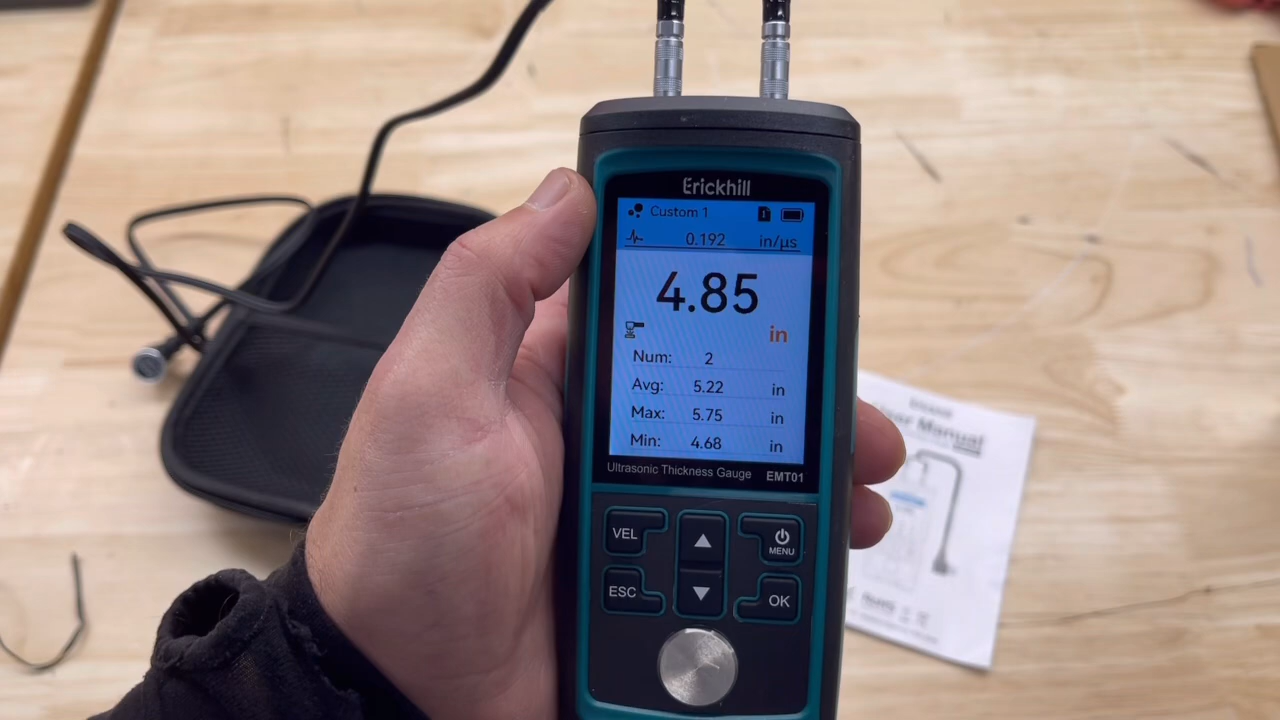 Erickhill
Custom 1
0.192 in/µs
4.85
in
Num: 2
Avg: 5.22 in
Max: 5.75 in
Min: 4.68 in
Ultrasonic Thickness Gauge EMT01
VEL
MENU
ESC
OK
User Manual